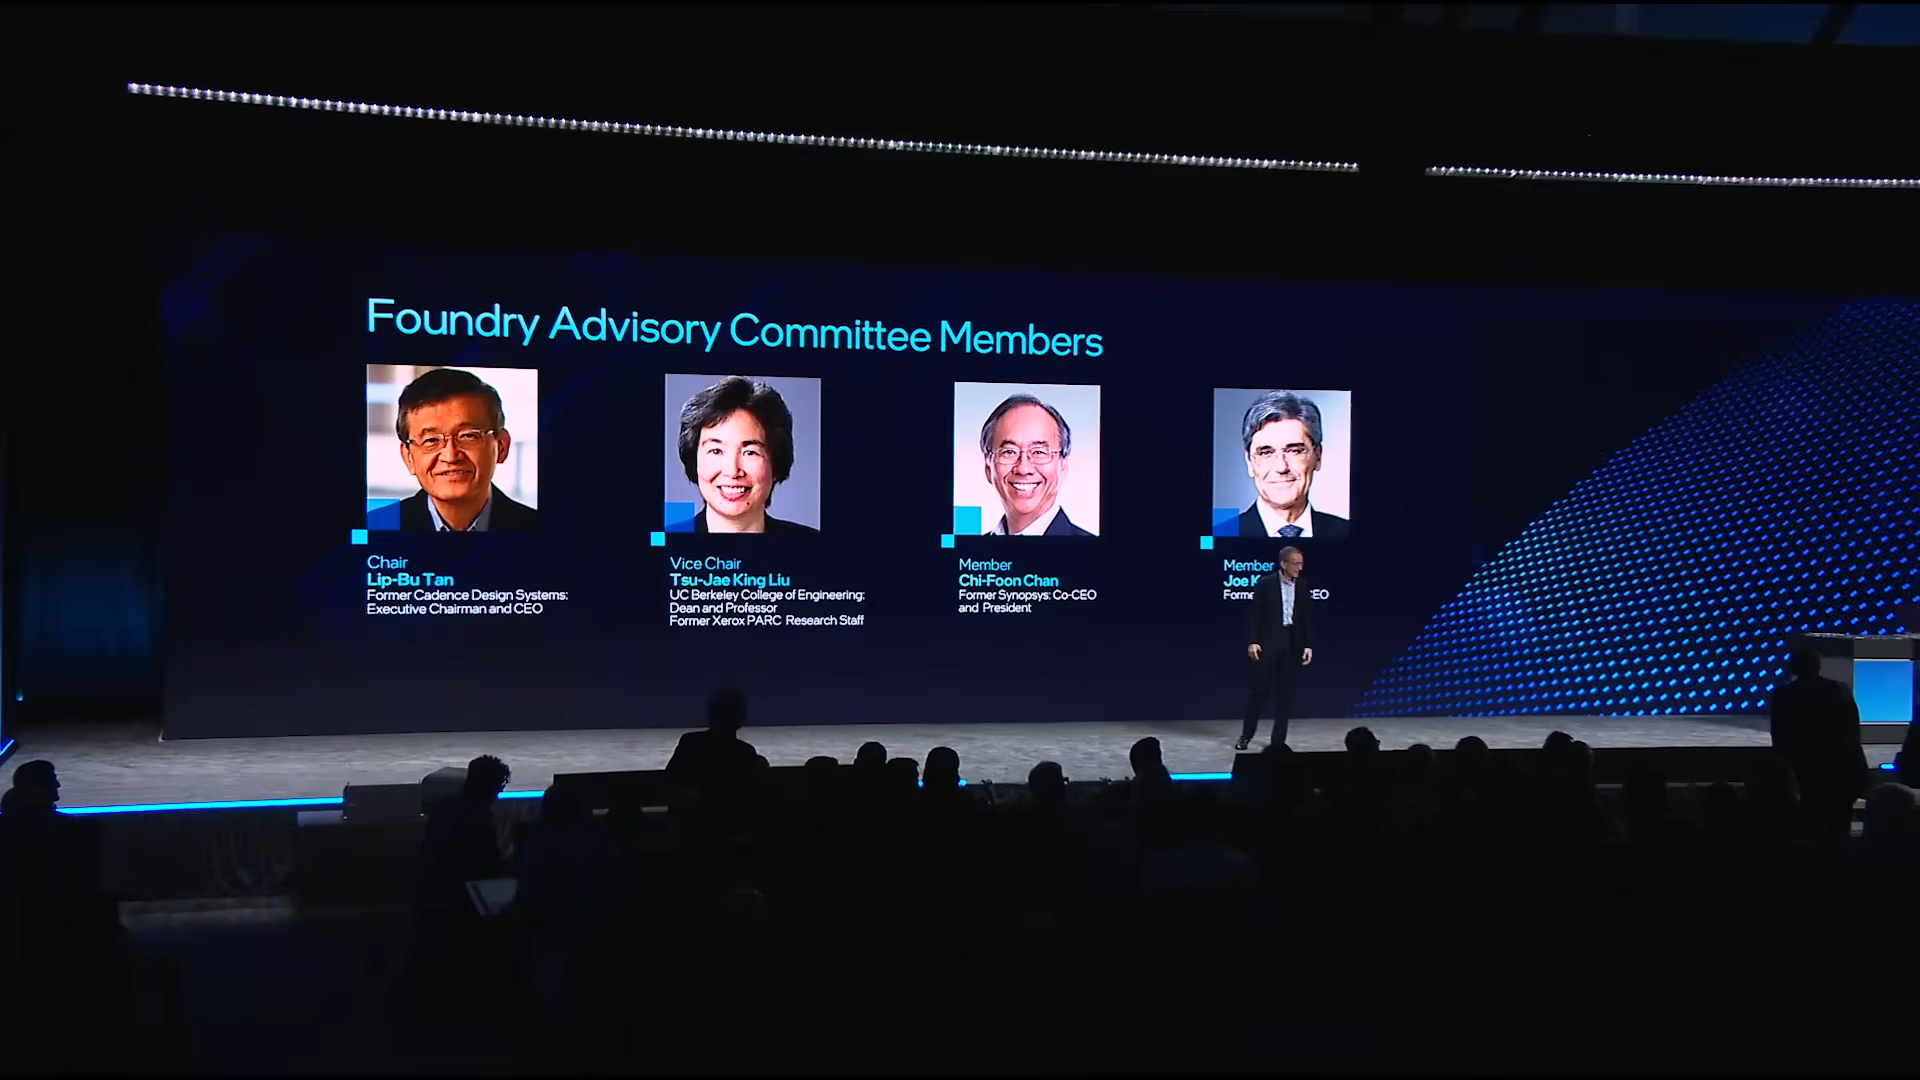 Foundry Advisory Committee Members
Chair
Lip-Bu Tan
Former Cadence Design Systems:
Executive Chairman and CEO
Vice Chair
Tsu-Jae King Liu
UC Berkeley College of Engineering:
Dean and Professor
Former Xerox PARC Research Staff
Member
Chi-Foon Chan
Former Synopsys: Co-CEO
and President
Member
Joe
CEO